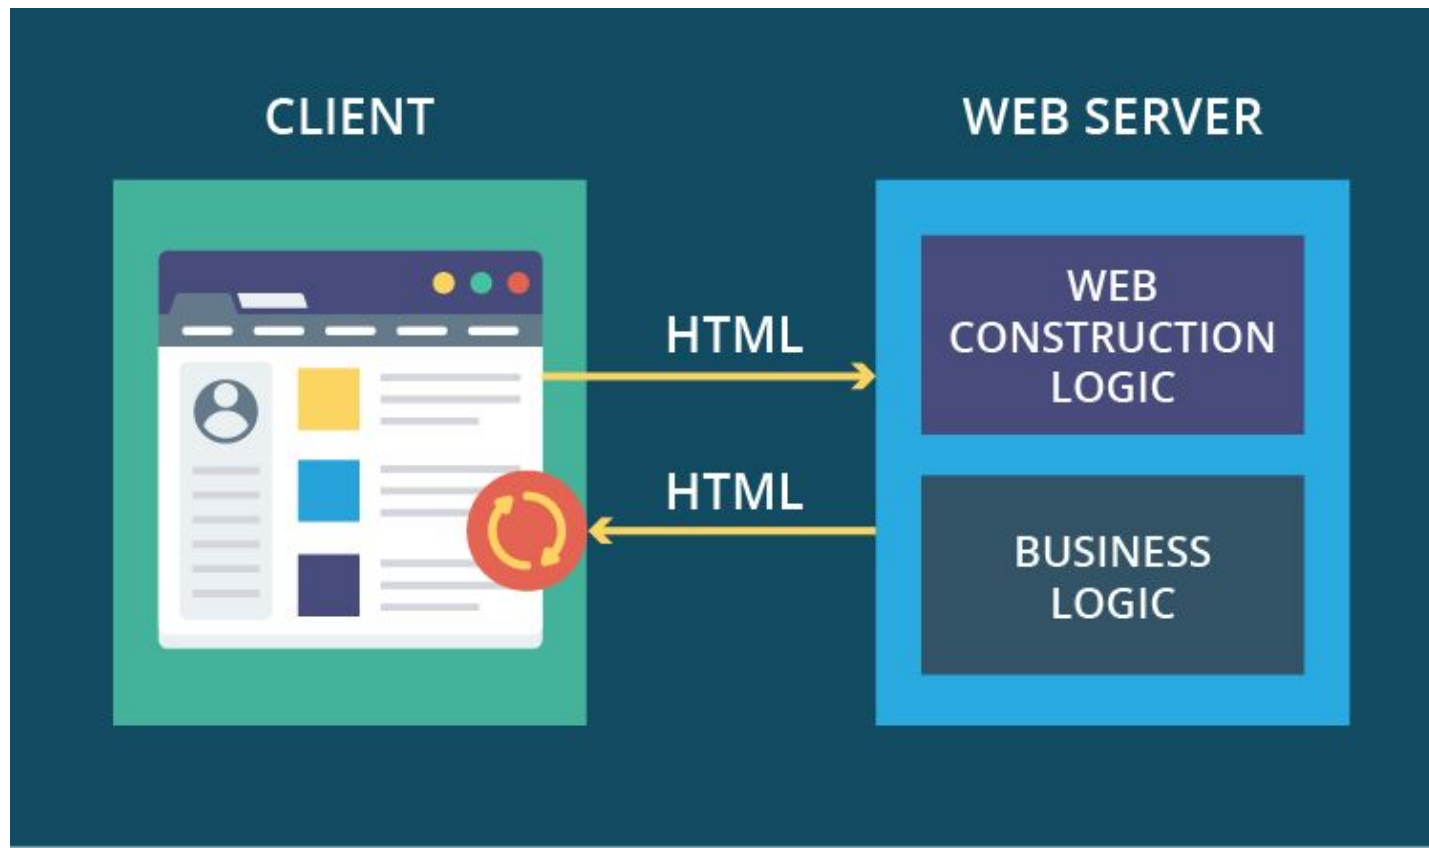 CLIENT
WEB SERVER
HTML
HTML
WEB
CONSTRUCTION
LOGIC
BUSINESS
LOGIC